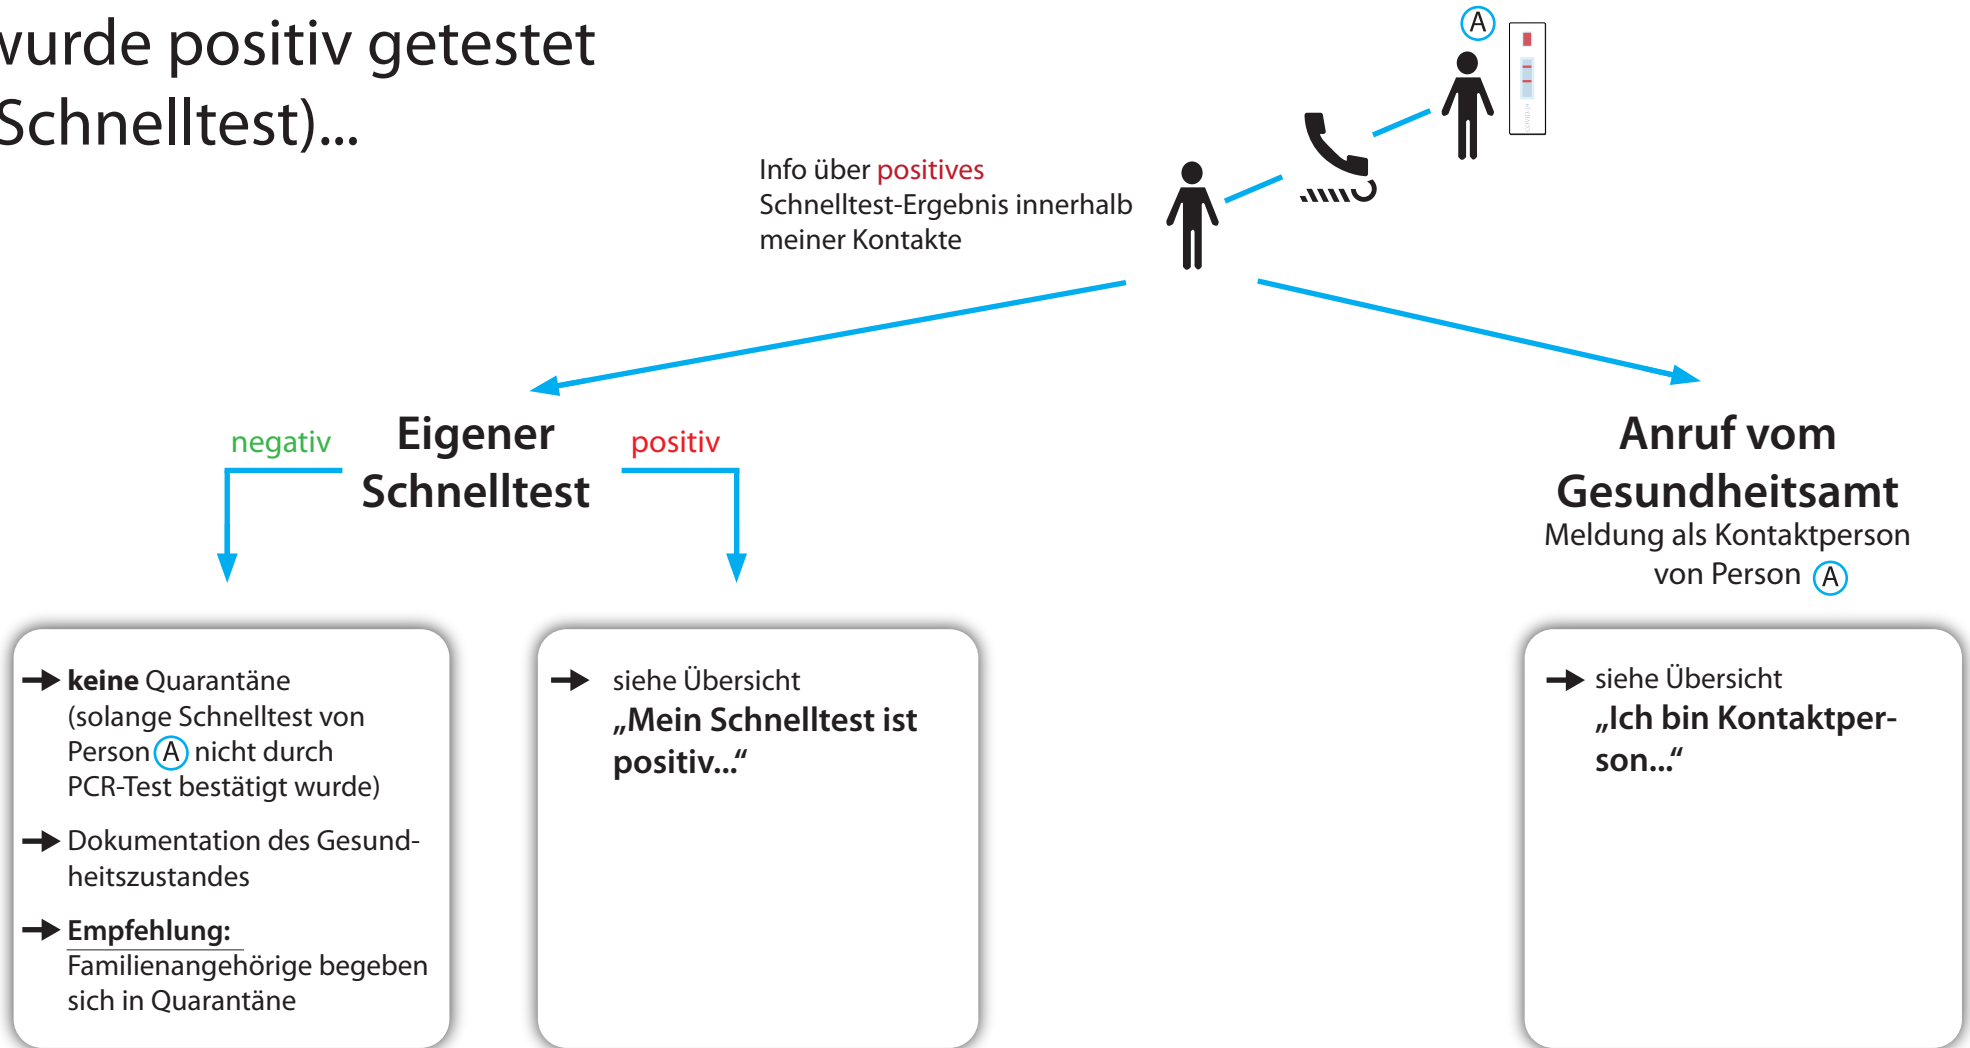 wurde positiv getestet
Schnelltest)...
A
Info über positives
Schnelltest-Ergebnis innerhalb
meiner Kontakte
negativ
Eigener
Schnelltest
positiv
Anruf vom
Gesundheitsamt
Meldung als Kontaktperson
von Person A
keine Quarantäne
(solange Schnelltest von
Person A nicht durch
PCR-Test bestätigt wurde)
Dokumentation des Gesund-
heitszustandes
Empfehlung:
Familienangehörige begeben
sich in Quarantäne
siehe Übersicht
„Mein Schnelltest ist
positiv...“
siehe Übersicht
„Ich bin Kontaktper-
son...“